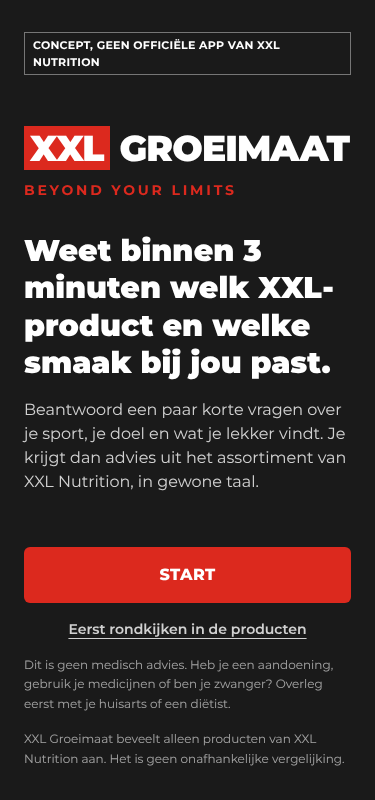 CONCEPT, GEEN OFFICIËLE APP VAN XXL
NUTRITION
XXL GROEIMAAT
BEYOND YOUR LIMITS
Weet binnen 3
minuten welk XXL-
product en welke
smaak bij jou past.
Beantwoord een paar korte vragen over
je sport, je doel en wat je lekker vindt. Je
krijgt dan advies uit het assortiment van
XXL Nutrition, in gewone taal.
START
Eerst rondkijken in de producten
Dit is geen medisch advies. Heb je een aandoening,
gebruik je medicijnen of ben je zwanger? Overleg
eerst met je huisarts of een diëtist.
XXL Groeimaat beveelt alleen producten van XXL
Nutrition aan. Het is geen onafhankelijke vergelijking.